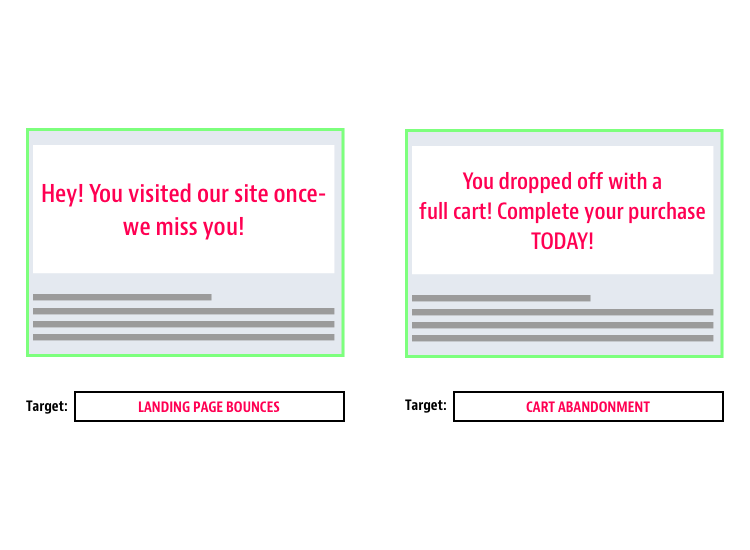 Hey! You visited our site once-
we miss you!
Target:
LANDING PAGE BOUNCES
You dropped off with a
full cart! Complete your purchase
TODAY!
Target:
CART ABANDONMENT